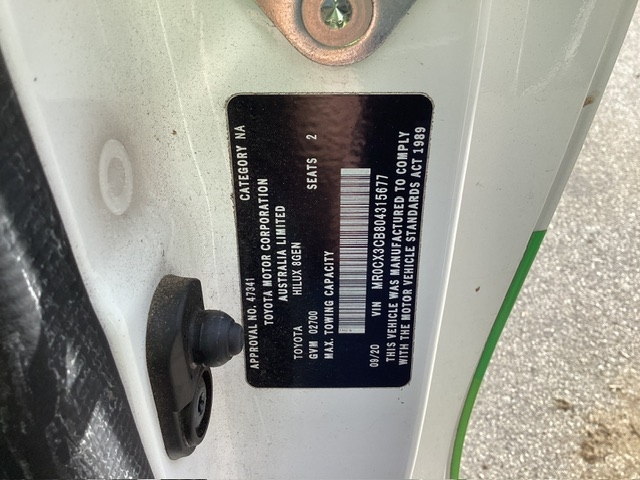 APPROVAL NO. 47341 CATEGORY NA
TOYOTA MOTOR CORPORATION
AUSTRALIA LIMITED
TOYOTA HILUX 8GEN
GVM 02700 SEATS 2
MAX. TOWING CAPACITY
09/20 VIN MR0CX3CB804315677
THIS VEHICLE WAS MANUFACTURED TO COMPLY
WITH THE MOTOR VEHICLE STANDARDS ACT 1989